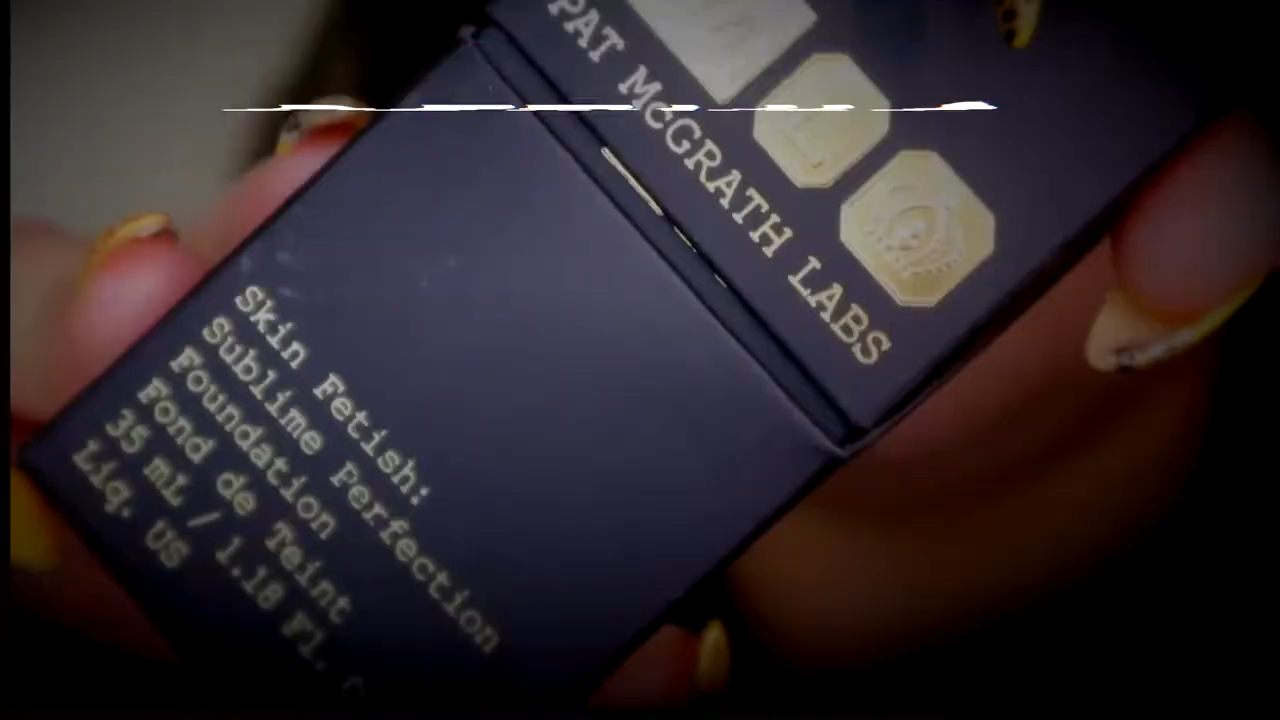 PAT McGRATH LABS
Skin Fetish:
Sublime Perfection
Foundation
Fond de Teint
35 mL / 1.18 Fl.
Liq. US